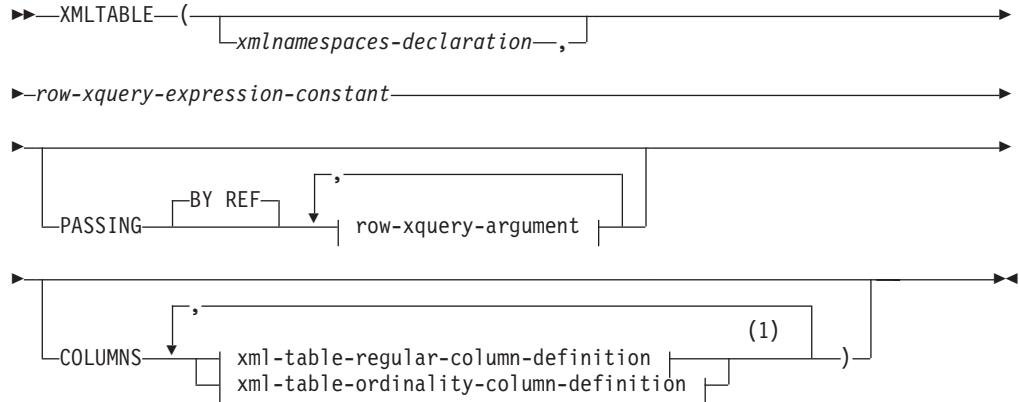 XMLTABLE (
xmlnamespaces-declaration ,
row-xquery-expression-constant
,
BY REF
PASSING row-xquery-argument
,
(1)
COLUMNS xml-table-regular-column-definition )
xml-table-ordinality-column-definition